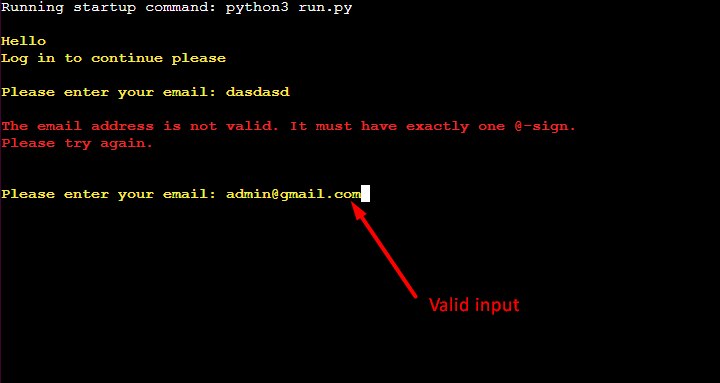 Running startup command: python3 run.py
Hello
Log in to continue please
Please enter your email: dasdasd
The email address is not valid. It must have exactly one @-sign.
Please try again.
Please enter your email: admin@gmail.com
Valid input